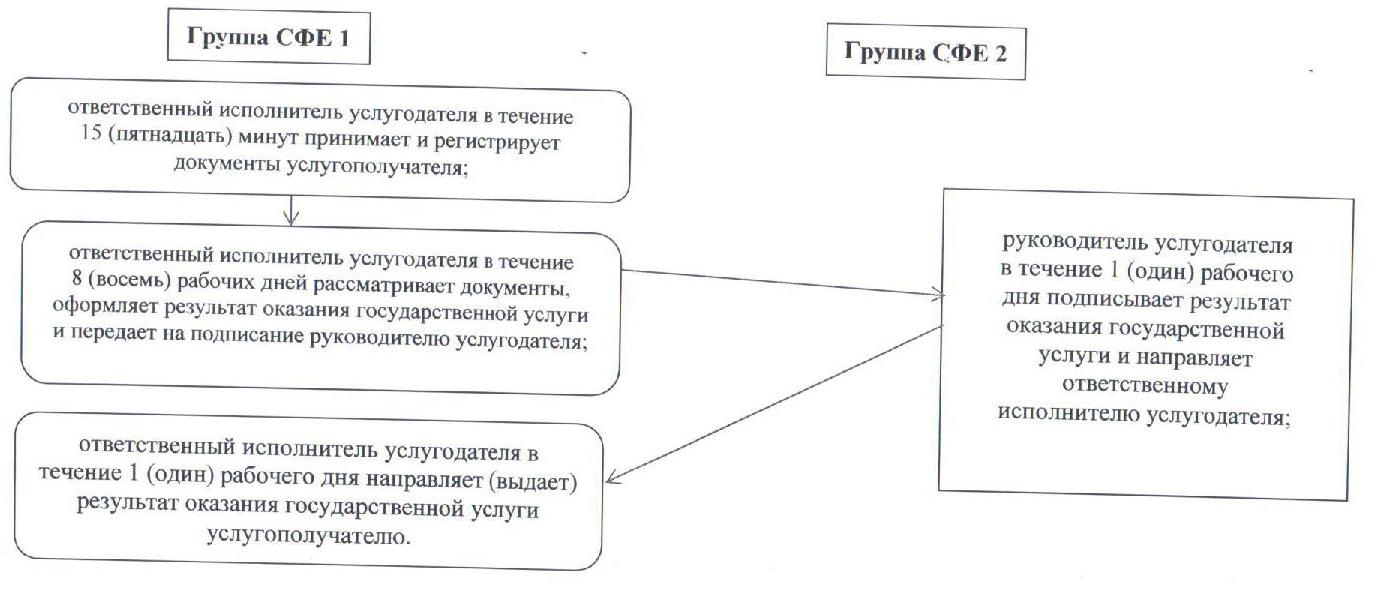 Группа СФЕ 1
Группа СФЕ 2
ответственный исполнитель услугодателя в течение
15 (пятнадцать) минут принимает и регистрирует
документы услугополучателя;
ответственный исполнитель услугодателя в течение
8 (восемь) рабочих дней рассматривает документы,
оформляет результат оказания государственной услуги
и передает на подписание руководителю услугодателя;
руководитель услугодателя
в течение 1 (один) рабочего
дня подписывает результат
оказания государственной
услуги и направляет
ответственному
исполнителю услугодателя;
ответственный исполнитель услугодателя в
течение 1 (один) рабочего дня направляет (выдает)
результат оказания государственной услуги
услугополучателю.